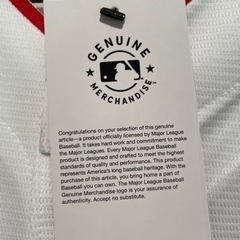 GENUINE
MERCHANDISE
Congratulations on your selection of this genuine
article—a product officially licensed by Major League
Baseball. It takes hard work and commitment to make
the Major Leagues. Every Major League Baseball
product is designed and crafted to meet the highest
standards of quality and performance. This product
represents America's long baseball heritage. With the
purchase of this article, you bring home a part of
Baseball you can own. The Major League Baseball
Genuine Merchandise logo is your assurance of
authenticity. Accept no substitute.